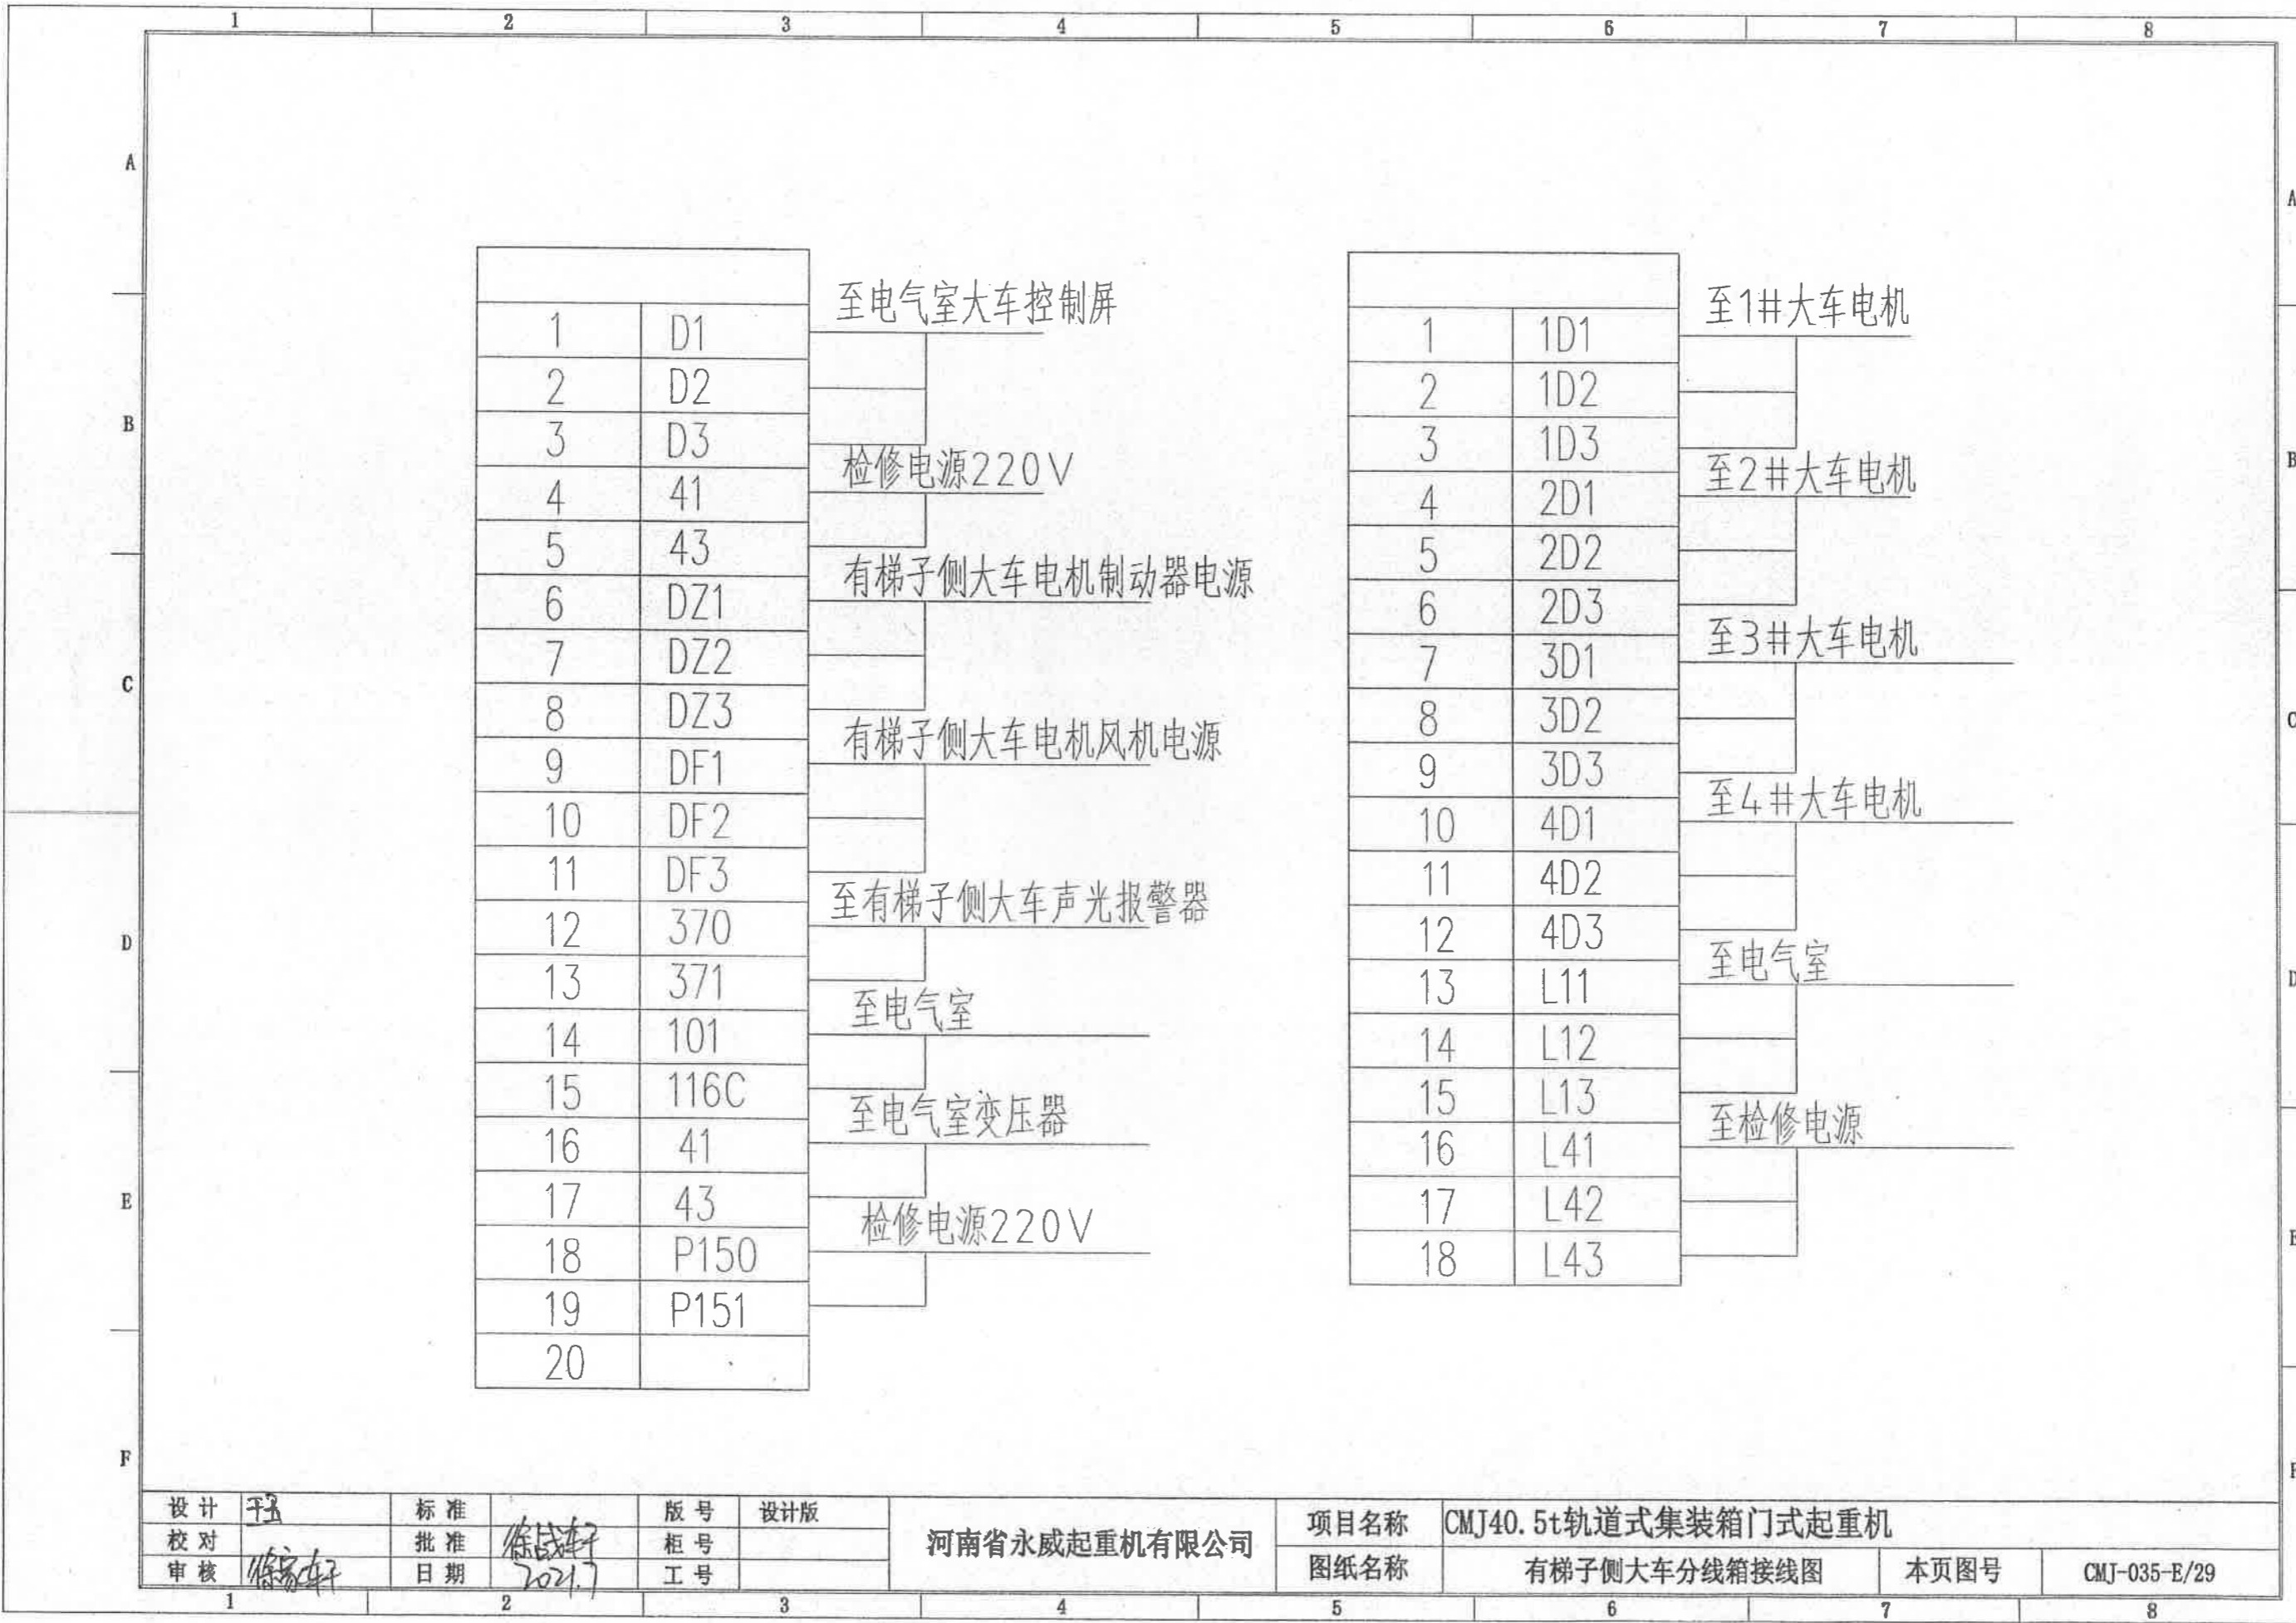 1 2 3 4 5 6 7 8
A
A
至电气室大车控制屏
1 D1
2 D2
3 D3
检修电源220V
4 41
5 43
有梯子侧大车电机制动器电源
6 DZ1
7 DZ2
8 DZ3
有梯子侧大车电机风机电源
9 DF1
10 DF2
11 DF3
至有梯子侧大车声光报警器
12 370
13 371
至电气室
14 101
15 116C
至电气室变压器
16 41
17 43
检修电源220V
18 P150
19 P151
20
至1#大车电机
1 1D1
2 1D2
3 1D3
至2#大车电机
4 2D1
5 2D2
6 2D3
至3#大车电机
7 3D1
8 3D2
9 3D3
至4#大车电机
10 4D1
11 4D2
12 4D3
至电气室
13 L11
14 L12
15 L13
至检修电源
16 L41
17 L42
18 L43
B
B
C
C
D
D
E
E
F
F
设计 标准 版号 设计版
校对 批准 柜号
审核 日期 2021.7 工号
河南省永威起重机有限公司
项目名称 CMJ40.5t轨道式集装箱门式起重机
图纸名称 有梯子侧大车分线箱接线图 本页图号 CMJ-035-E/29
1 2 3 4 5 6 7 8